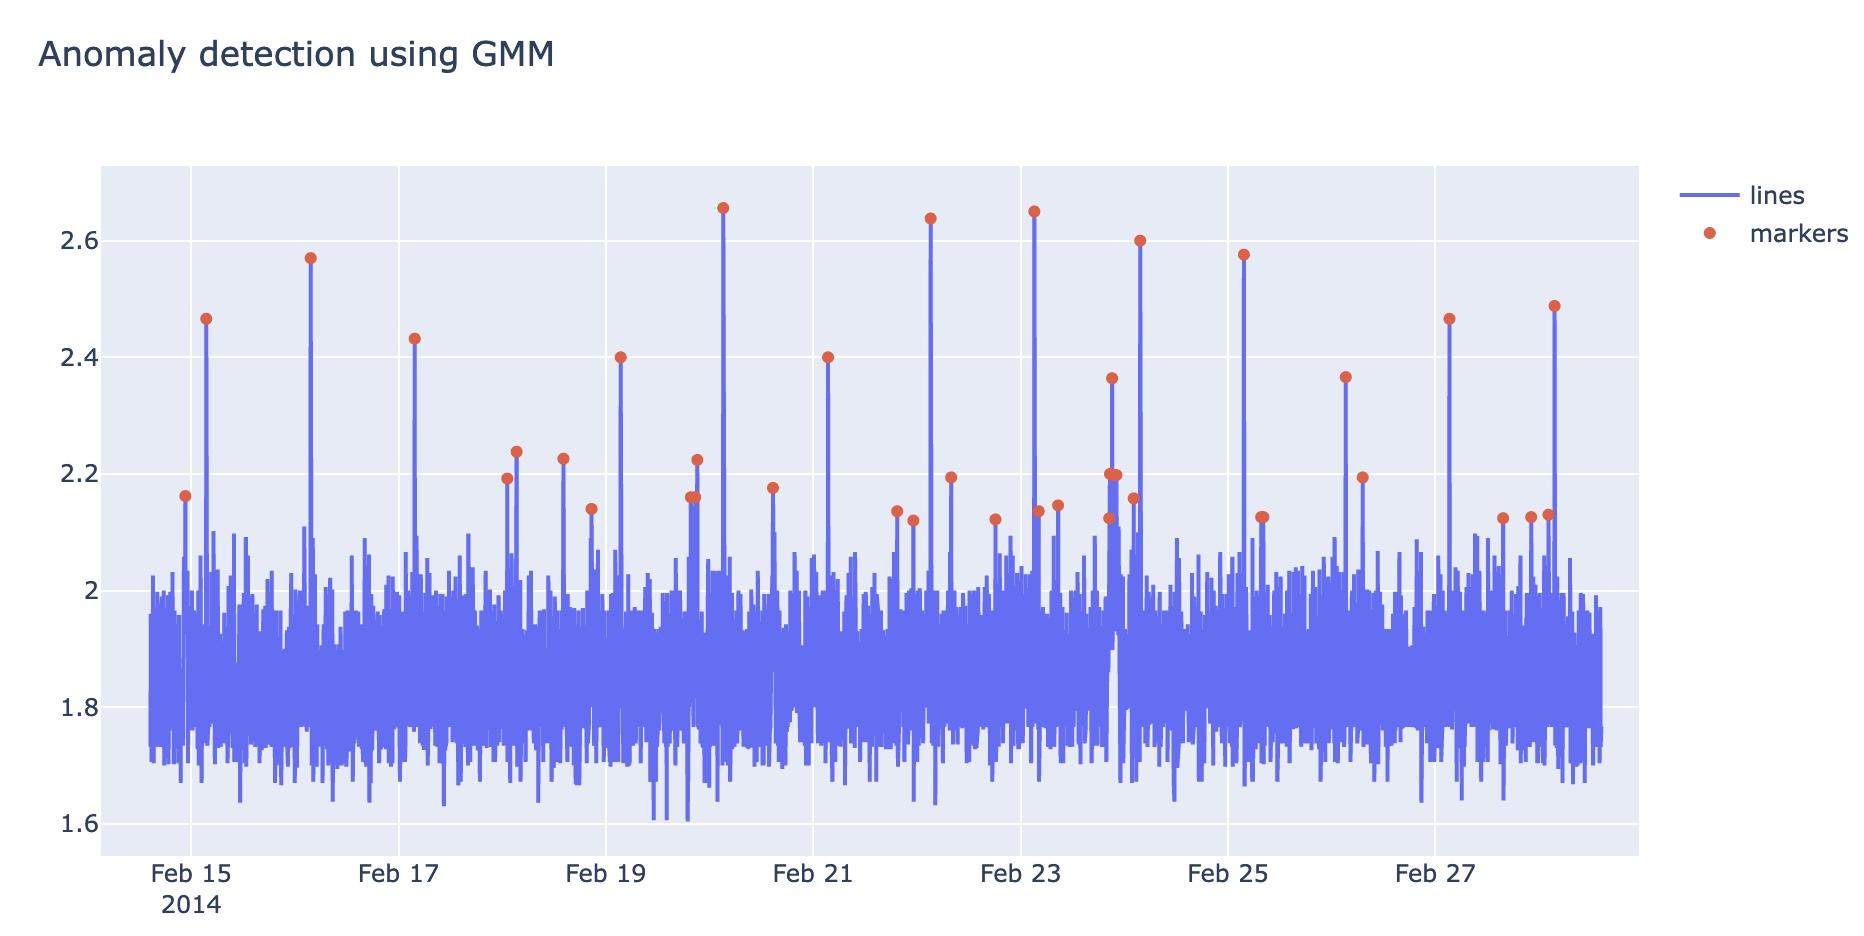 Anomaly detection using GMM
lines
markers
2.6
2.4
2.2
2
1.8
1.6
Feb 15
2014
Feb 17
Feb 19
Feb 21
Feb 23
Feb 25
Feb 27